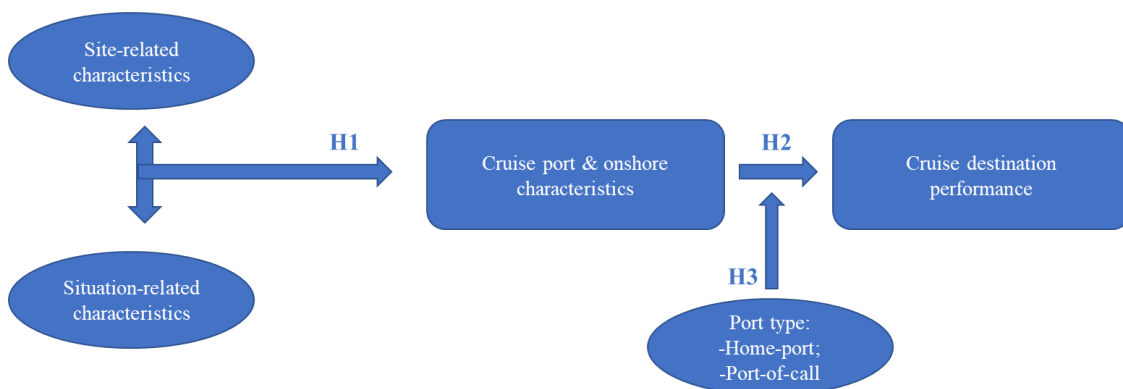 Site-related
characteristics
H1
Cruise port & onshore
characteristics
H2
Cruise destination
performance
Situation-related
characteristics
H3
Port type:
-Home-port;
-Port-of-call